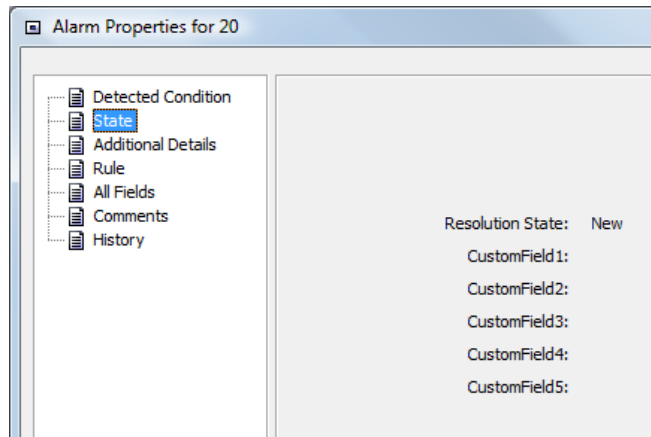 Alarm Properties for 20
Detected Condition
State
Additional Details
Rule
All Fields
Comments
History
Resolution State: New
CustomField1:
CustomField2:
CustomField3:
CustomField4:
CustomField5: